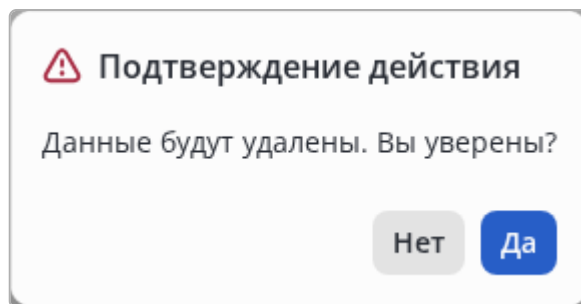 Подтверждение действия
Данные будут удалены. Вы уверены?
Нет Да